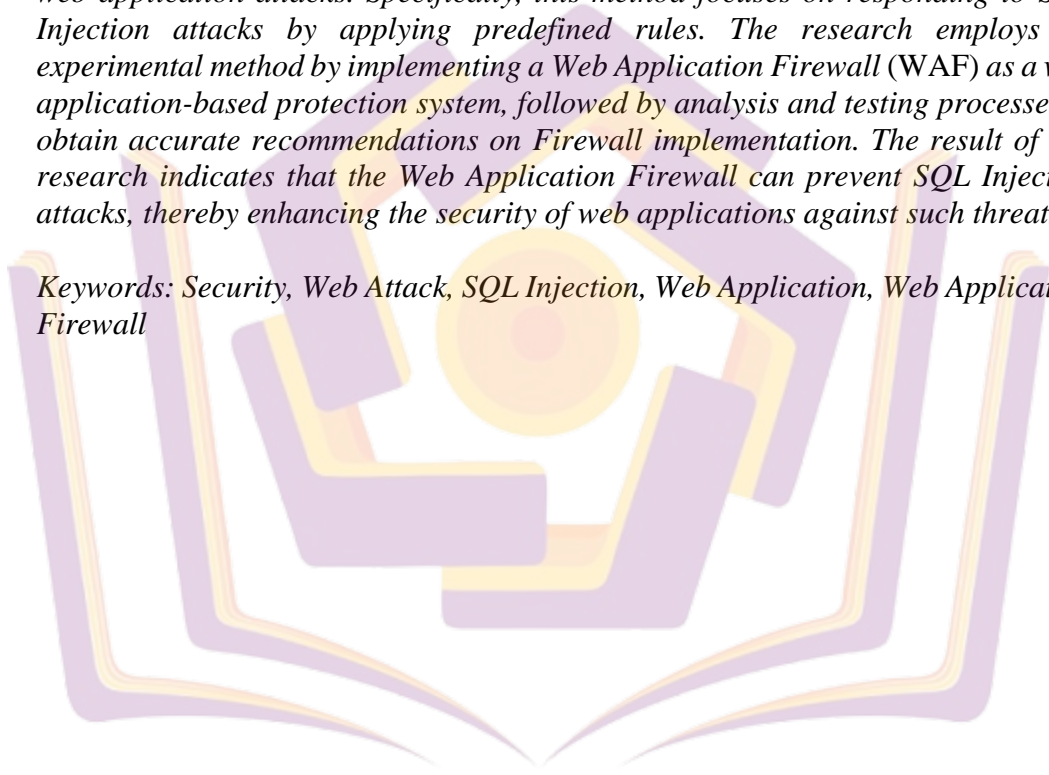 web application attacks. Specifically, this method focuses on responding to S
Injection attacks by applying predefined rules. The research employs
experimental method by implementing a Web Application Firewall (WAF) as a w
application-based protection system, followed by analysis and testing processe
obtain accurate recommendations on Firewall implementation. The result of
research indicates that the Web Application Firewall can prevent SQL Injecti
attacks, thereby enhancing the security of web applications against such threat
Keywords: Security, Web Attack, SQL Injection, Web Application, Web Applica
Firewall